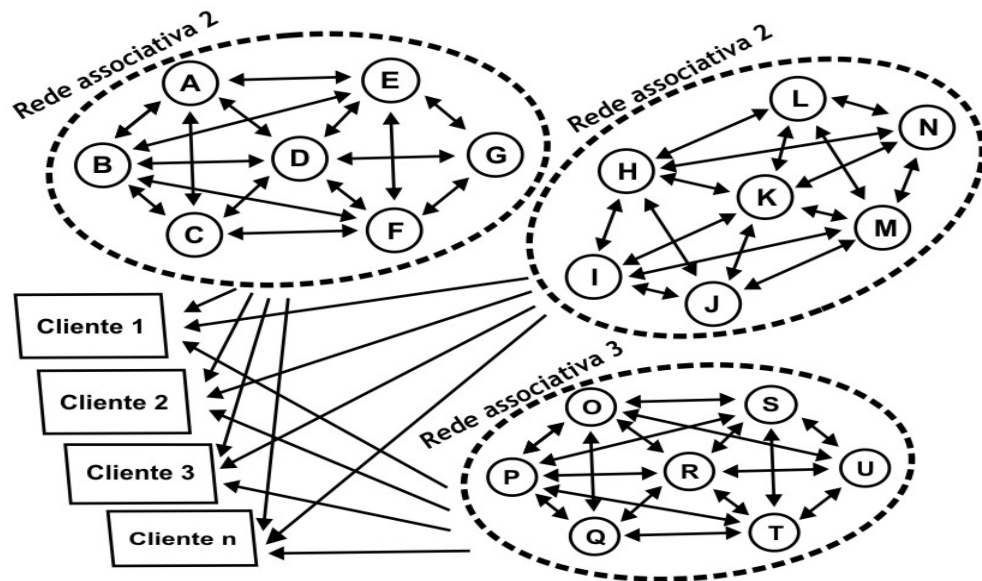 Rede associativa 2
A
E
B
D
G
C
F
Rede associativa 2
L
N
H
K
M
I
J
Cliente 1
Cliente 2
Cliente 3
Cliente n
Rede associativa 3
O
S
P
R
U
Q
T